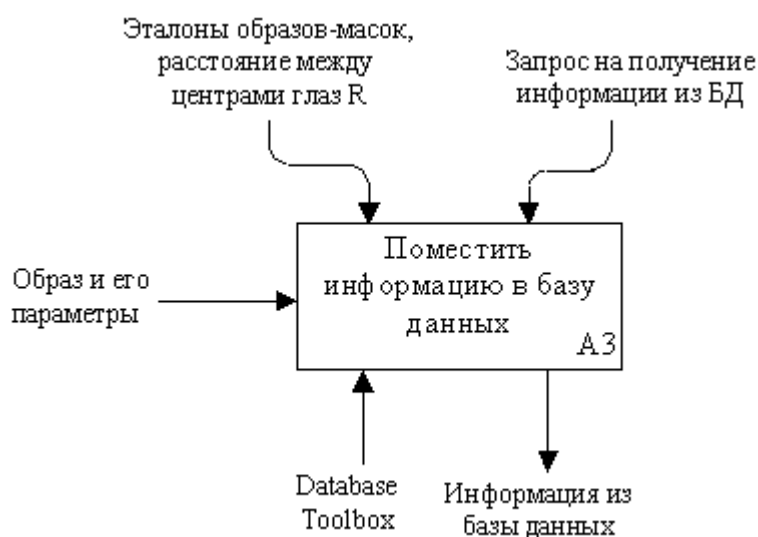 Эталоны образов-масок,
расстояние между
центрами глаз R
Запрос на получение
информации из БД
Образ и его
параметры
Поместить
информацию в базу
данных
А3
Database
Toolbox
Информация из
базы данных